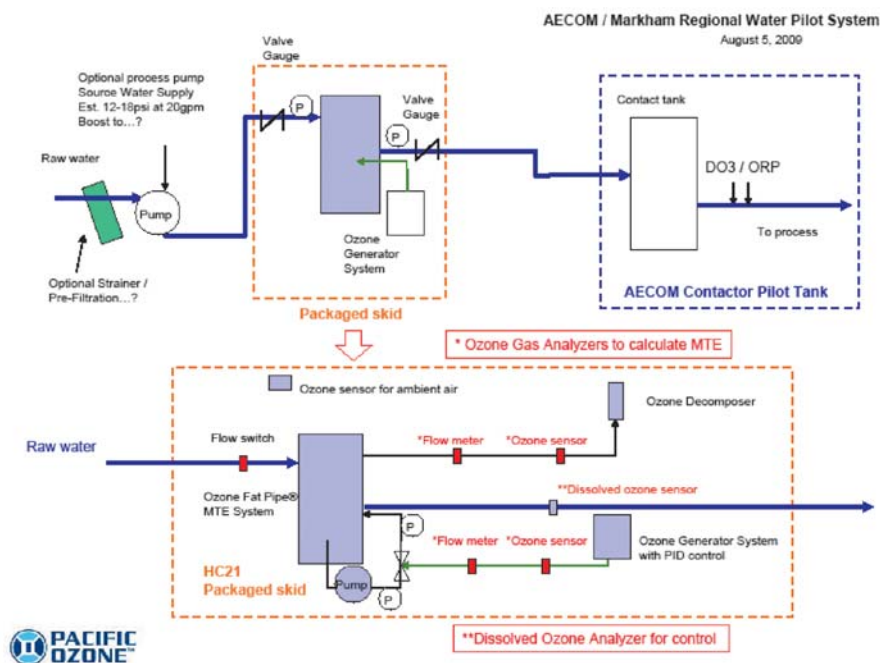 AECOM / Markham Regional Water Pilot System
August 5, 2009
Valve
Gauge
Optional process pump
Source Water Supply
Est. 12-18psi at 20gpm
Boost to...?
P
Valve
Gauge
P
Contact tank
Raw water
Pump
DO3 / ORP
Ozone
Generator
System
To process
Optional Strainer /
Pre-Filtration...?
Packaged skid
AECOM Contactor Pilot Tank
* Ozone Gas Analyzers to calculate MTE
Ozone sensor for ambient air
Ozone Decomposer
Raw water
Flow switch
*Flow meter
*Ozone sensor
Ozone Fat Pipe®
MTE System
**Dissolved ozone sensor
P
*Flow meter
*Ozone sensor
Ozone Generator System
with PID control
HC21
Packaged skid
Pump
P
**Dissolved Ozone Analyzer for control
PACIFIC
OZONE™